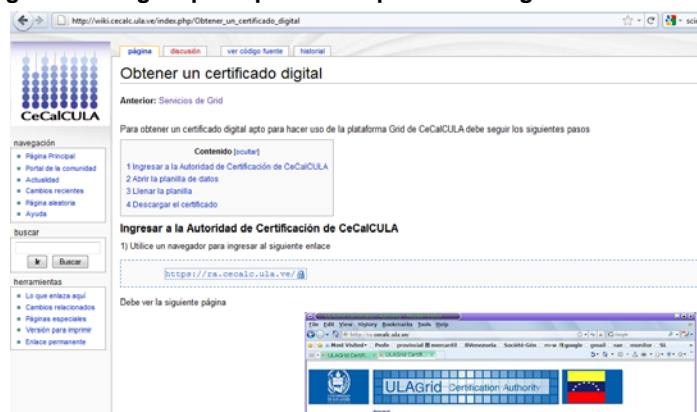 http://wiki.cecalc.ula.ve/index.php/Obtener_un_certificado_digital
página
discusión
ver código fuente
historial
Obtener un certificado digital
Anterior: Servicios de Grid
Para obtener un certificado digital apto para hacer uso de la plataforma Grid de CeCalCULA debe seguir los siguientes pasos
Contenido [ocultar]
1 Ingresar a la Autoridad de Certificación de CeCalCULA
2 Abrir la planilla de datos
3 Llenar la planilla
4 Descargar el certificado
Ingresar a la Autoridad de Certificación de CeCalCULA
1) Utilice un navegador para ingresar al siguiente enlace
https://ra.cecalc.ula.ve/
Debe ver la siguiente página
CeCalCULA
navegación
Página Principal
Portal de la comunidad
Actualidad
Cambios recientes
Página aleatoria
Ayuda
buscar
Ir
Buscar
herramientas
Lo que enlaza aquí
Cambios relacionados
Páginas especiales
Versión para imprimir
Enlace permanente
File Edit View History Bookmarks Tools Help
ULAGrid Certification Authority